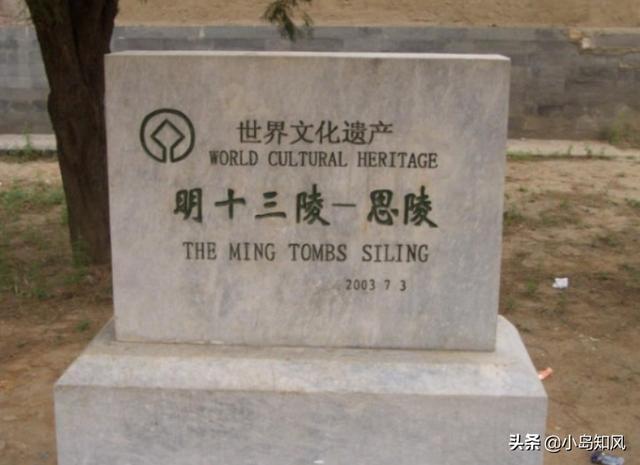 世界文化遗产
WORLD CULTURAL HERITAGE
明十三陵－思陵
THE MING TOMBS SILING
2003 7 3
头条 @小岛知风